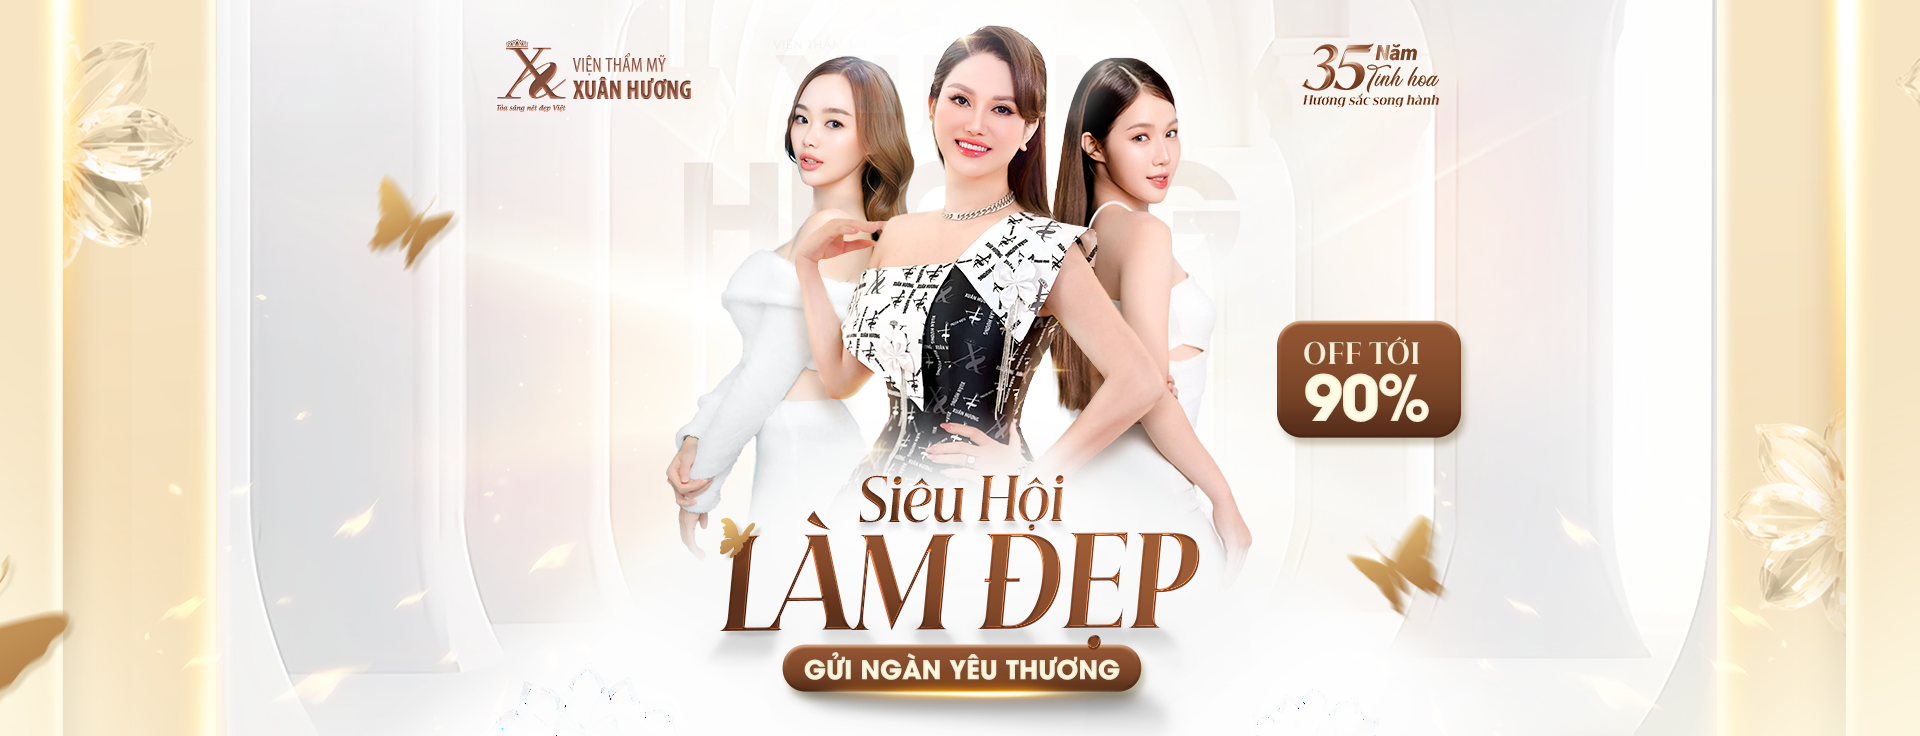 VIỆN THẨM MỸ
XUÂN HƯƠNG
Tỏa sáng nét đẹp Việt
35 Năm
Tinh hoa
Hương sắc song hành
OFF TỚI
90%
Siêu Hội
LÀM ĐẸP
GỬI NGÀN YÊU THƯƠNG